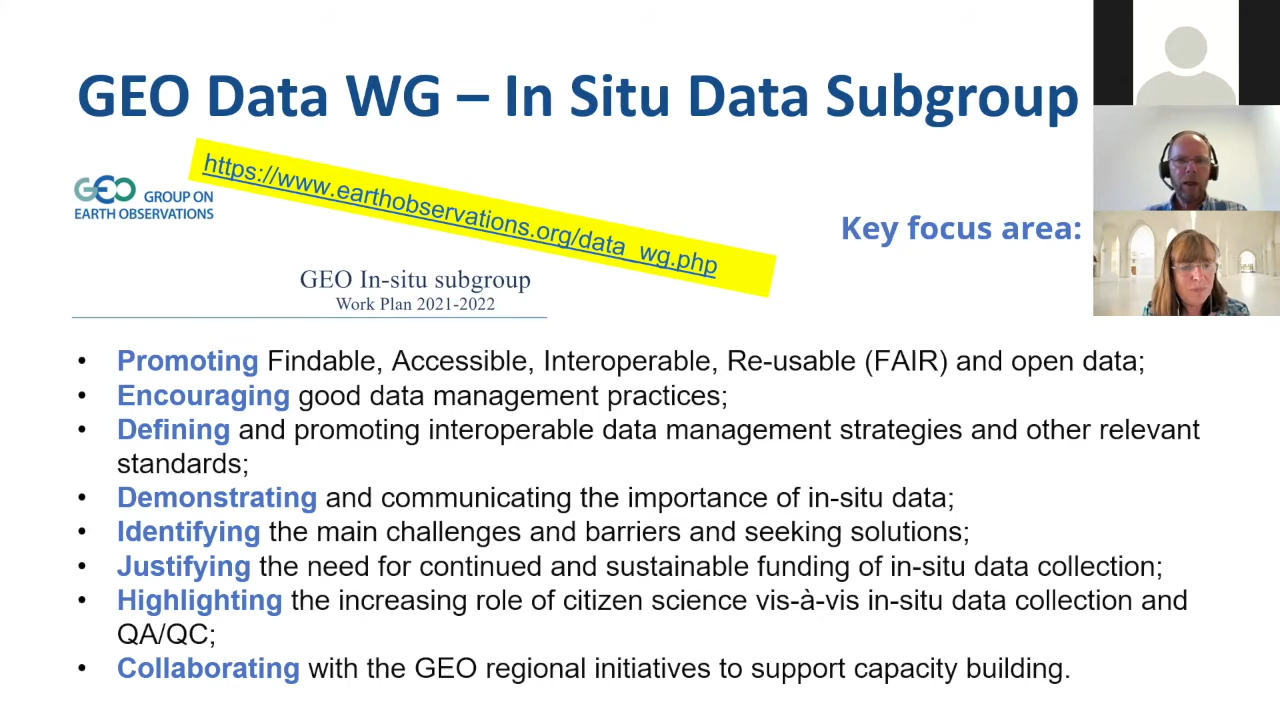 GEO Data WG – In Situ Data Subgroup
https://www.earthobservations.org/data_wg.php
GEO GROUP ON
EARTH OBSERVATIONS
Key focus area:
GEO In-situ subgroup
Work Plan 2021-2022
• Promoting Findable, Accessible, Interoperable, Re-usable (FAIR) and open data;
• Encouraging good data management practices;
• Defining and promoting interoperable data management strategies and other relevant
standards;
• Demonstrating and communicating the importance of in-situ data;
• Identifying the main challenges and barriers and seeking solutions;
• Justifying the need for continued and sustainable funding of in-situ data collection;
• Highlighting the increasing role of citizen science vis-à-vis in-situ data collection and
QA/QC;
• Collaborating with the GEO regional initiatives to support capacity building.